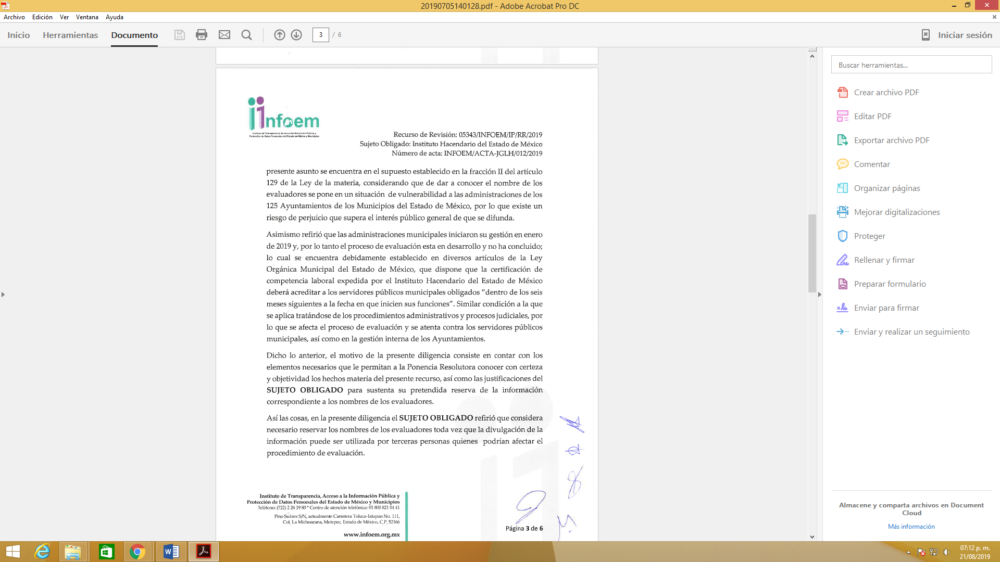 20190705140128.pdf - Adobe Acrobat Pro DC
Archivo Edición Ver Ventana Ayuda
Inicio Herramientas Documento 3 / 6 Iniciar sesión
infoem
Instituto de Transparencia, Acceso a la Información Pública y
Protección de Datos Personales del Estado de México y Municipios
Recurso de Revisión: 05343/INFOEM/IP/RR/2019
Sujeto Obligado: Instituto Hacendario del Estado de México
Número de acta: INFOEM/ACTA-JGLH/012/2019
presente asunto se encuentra en el supuesto establecido en la fracción II del artículo
129 de la Ley de la materia, considerando que de dar a conocer el nombre de los
evaluadores se pone en un situación de vulnerabilidad a las administraciones de los
125 Ayuntamientos de los Municipios del Estado de México, por lo que existe un
riesgo de perjuicio que supera el interés público general de que se difunda.
Asimismo refirió que las administraciones municipales iniciaron su gestión en enero
de 2019 y, por lo tanto el proceso de evaluación esta en desarrollo y no ha concluido;
lo cual se encuentra debidamente establecido en diversos artículos de la Ley
Orgánica Municipal del Estado de México, que dispone que la certificación de
competencia laboral expedida por el Instituto Hacendario del Estado de México
deberá acreditar a los servidores públicos municipales obligados "dentro de los seis
meses siguientes a la fecha en que inicien sus funciones". Similar condición a la que
se aplica tratándose de los procedimientos administrativos y procesos judiciales, por
lo que se afecta el proceso de evaluación y se atenta contra los servidores públicos
municipales, así como en la gestión interna de los Ayuntamientos.
Dicho lo anterior, el motivo de la presente diligencia consiste en contar con los
elementos necesarios que le permitan a la Ponencia Resolutora conocer con certeza
y objetividad los hechos materia del presente recurso, así como las justificaciones del
SUJETO OBLIGADO para sustenta su pretendida reserva de la información
correspondiente a los nombres de los evaluadores.
Así las cosas, en la presente diligencia el SUJETO OBLIGADO refirió que considera
necesario reservar los nombres de los evaluadores toda vez que la divulgación de la
información puede ser utilizada por terceras personas quienes podrían afectar el
procedimiento de evaluación.
Instituto de Transparencia, Acceso a la Información Pública y
Protección de Datos Personales del Estado de México y Municipios
Teléfono: (722) 2 26 19 80 * Centro de atención telefónica: 01 800 821 04 41
Pino Suárez S/N, actualmente Carretera Toluca-Ixtapan No. 111,
Col. La Michoacana, Metepec, Estado de México, C.P. 52166
www.infoem.org.mx
Página 3 de 6
Buscar herramientas...
Crear archivo PDF
Editar PDF
Exportar archivo PDF
Comentar
Organizar páginas
Mejorar digitalizaciones
Proteger
Rellenar y firmar
Preparar formulario
Enviar para firmar
Enviar y realizar un seguimiento
Almacene y comparta archivos en Document
Cloud
Más información
07:12 p. m.
21/08/2019